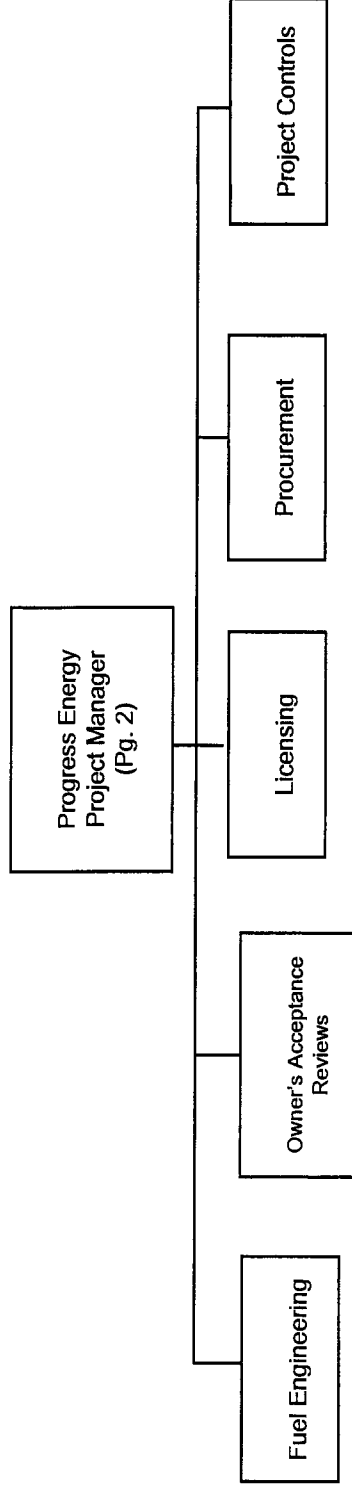 Progress Energy
Project Manager
(Pg. 2)
Fuel Engineering
Owner's Acceptance
Reviews
Licensing
Procurement
Project Controls